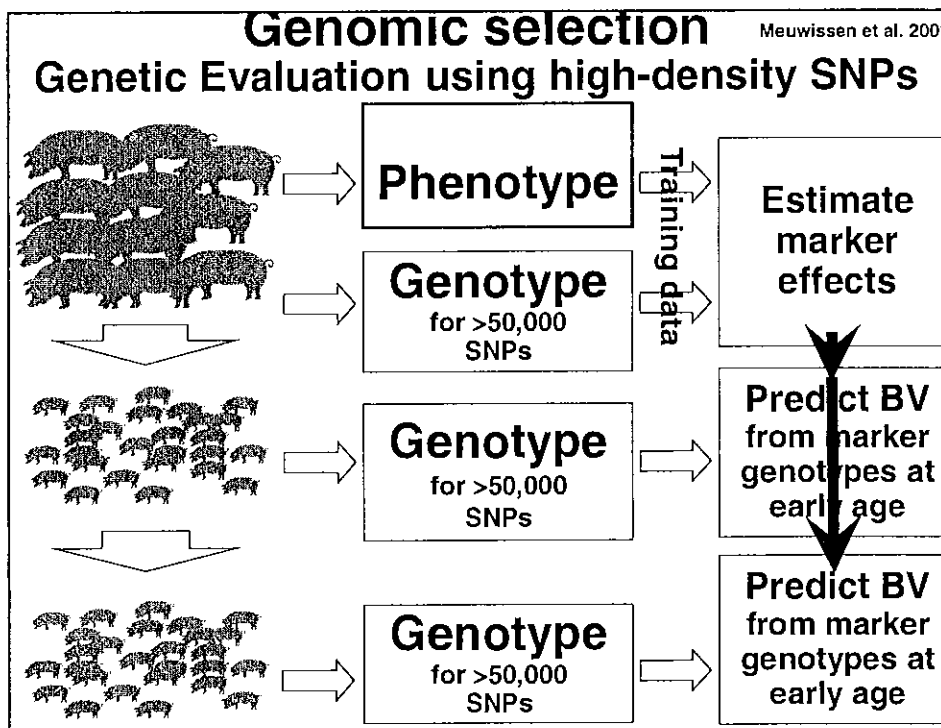 Genomic selection
Meuwissen et al. 200
Genetic Evaluation using high-density SNPs
Phenotype
Training data
Estimate
marker
effects
Genotype
for >50,000
SNPs
Genotype
for >50,000
SNPs
Predict BV
from marker
genotypes at
early age
Genotype
for >50,000
SNPs
Predict BV
from marker
genotypes at
early age